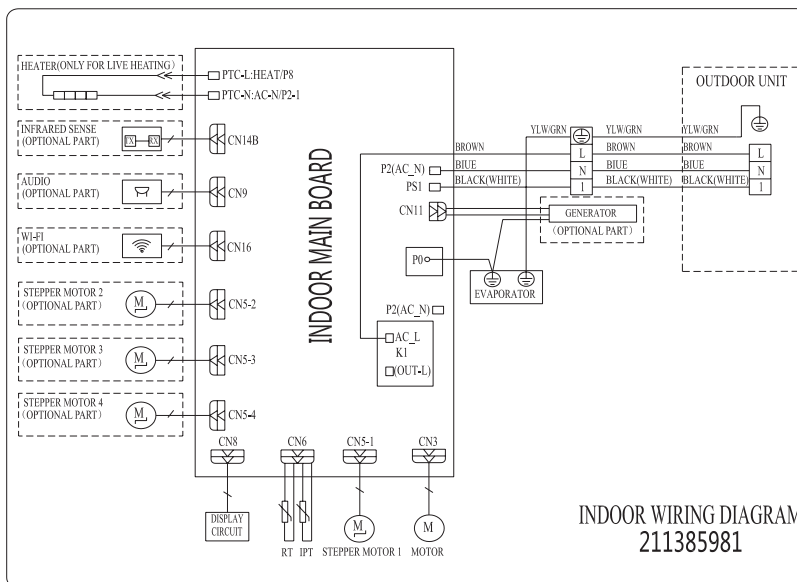 HEATER(ONLY FOR LIVE HEATING)
PTC-L:HEAT/P8
PTC-N:AC-N/P2-1
INFRARED SENSE
(OPTIONAL PART)
TX
RX
CN14B
AUDIO
(OPTIONAL PART)
CN9
WI-FI
(OPTIONAL PART)
CN16
STEPPER MOTOR 2
(OPTIONAL PART)
M
CN5-2
STEPPER MOTOR 3
(OPTIONAL PART)
M
CN5-3
STEPPER MOTOR 4
(OPTIONAL PART)
M
CN5-4
INDOOR MAIN BOARD
P2(AC_N)
PS1
CN11
P0
P2(AC_N)
AC_L
K1
(OUT-L)
BROWN
BIUE
BLACK(WHITE)
YLW/GRN
L
N
1
YLW/GRN
BROWN
BIUE
BLACK(WHITE)
YLW/GRN
BROWN
BIUE
BLACK(WHITE)
OUTDOOR UNIT
L
N
1
GENERATOR
(OPTIONAL PART)
EVAPORATOR
CN8
CN6
CN5-1
CN3
DISPLAY
CIRCUIT
RT
IPT
M
STEPPER MOTOR 1
M
MOTOR
INDOOR WIRING DIAGRAM
211385981